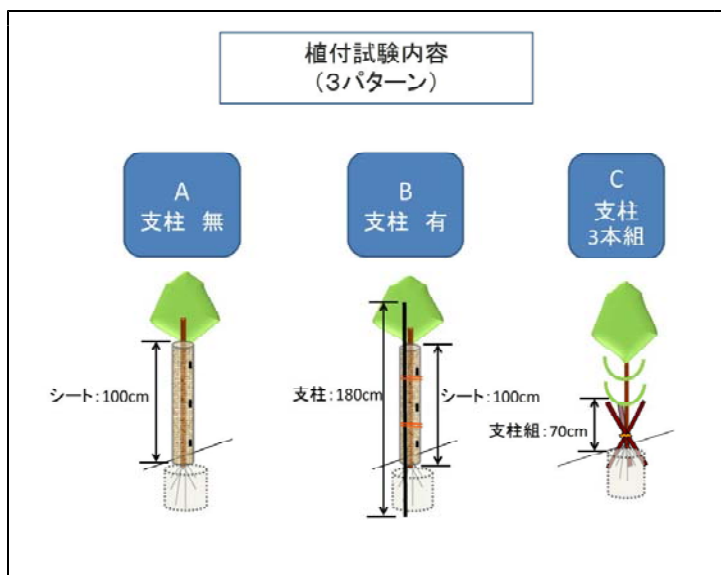 植付試験内容
（３パターン）
A
支柱　無
B
支柱　有
C
支柱
3本組
シート：100cm
支柱：180cm
シート：100cm
支柱組：70cm